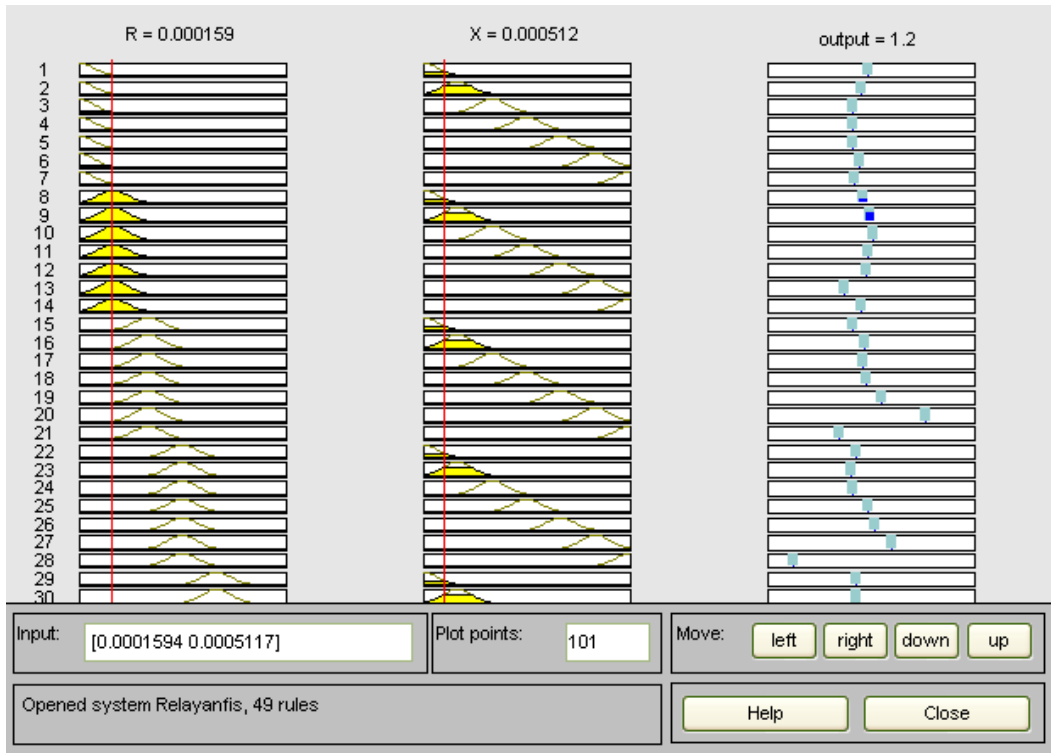 R = 0.000159
X = 0.000512
output = 1.2
1
2
3
4
5
6
7
8
9
10
11
12
13
14
15
16
17
18
19
20
21
22
23
24
25
26
27
28
29
30
Input:
[0.0001594 0.0005117]
Plot points:
101
Move:
left
right
down
up
Opened system Relayanfis, 49 rules
Help
Close